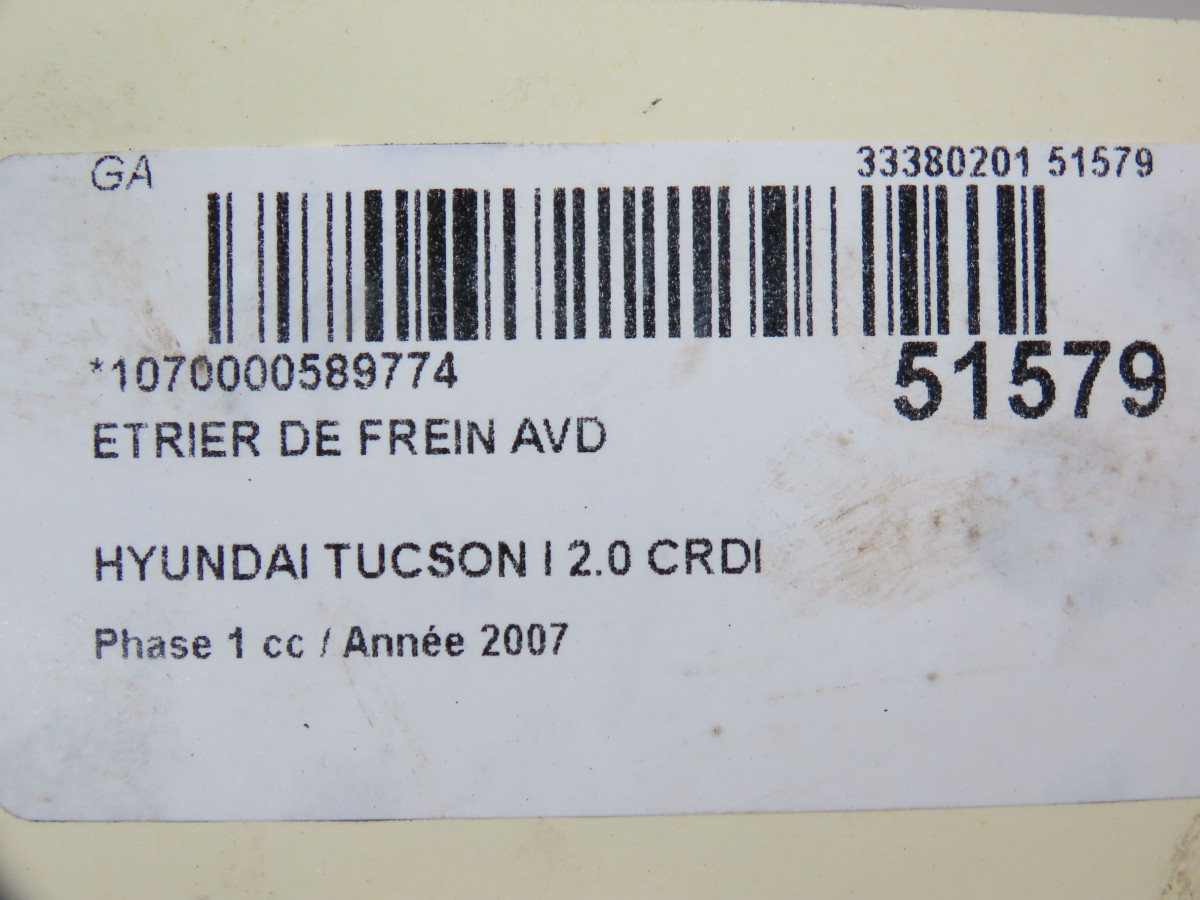 GA
33380201 51579
*1070000589774
51579
ETRIER DE FREIN AVD
HYUNDAI TUCSON I 2.0 CRDI
Phase 1 cc / Année 2007